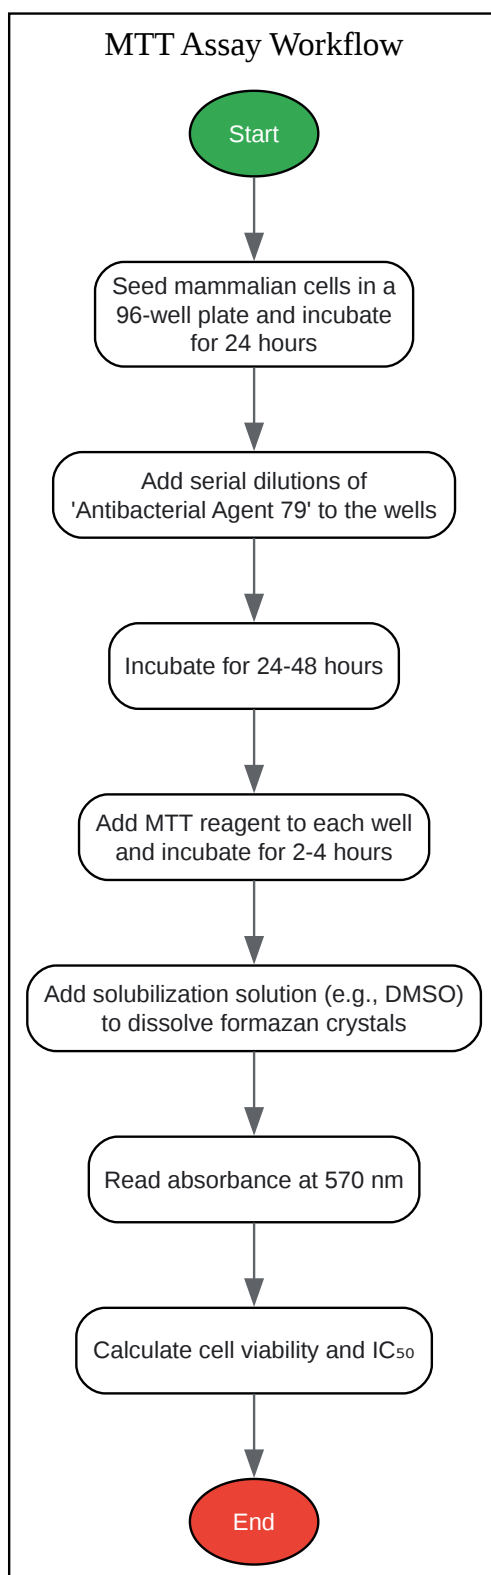 MTT Assay Workflow
Start
Seed mammalian cells in a
96-well plate and incubate
for 24 hours
Add serial dilutions of
'Antibacterial Agent 79' to the wells
Incubate for 24-48 hours
Add MTT reagent to each well
and incubate for 2-4 hours
Add solubilization solution (e.g., DMSO)
to dissolve formazan crystals
Read absorbance at 570 nm
Calculate cell viability and IC₅₀
End